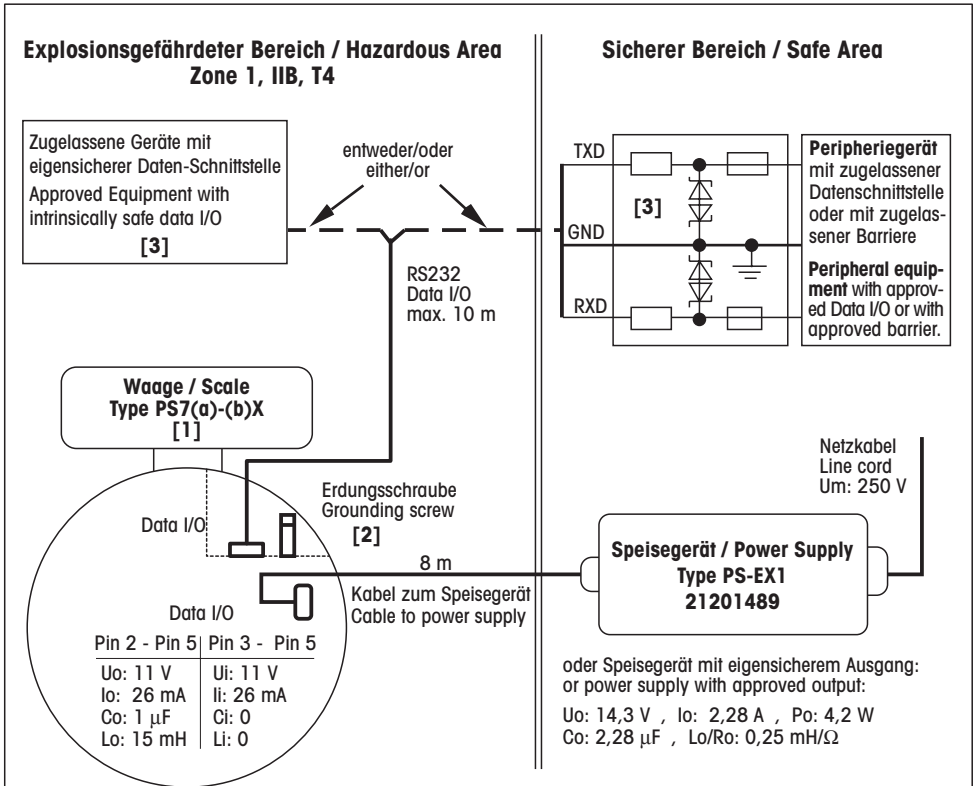 Explosionsgefährdeter Bereich / Hazardous Area
Zone 1, IIB, T4
Zugelassene Geräte mit
eigensicherer Daten-Schnittstelle
Approved Equipment with
intrinsically safe data I/O
[3]
entweder/oder
either/or
RS232
Data I/O
max. 10 m
Waage / Scale
Type PS7(a)-(b)X
[1]
Data I/O
Erdungsschraube
Grounding screw
[2]
8 m
Kabel zum Speisegerät
Cable to power supply
Data I/O
Pin 2 - Pin 5 Pin 3 - Pin 5
Uo: 11 V Ui: 11 V
Io: 26 mA Ii: 26 mA
Co: 1 μF Ci: 0
Lo: 15 mH Li: 0
Sicherer Bereich / Safe Area
TXD
[3]
GND
RXD
Peripheriegerät
mit zugelassener
Datenschnittstelle
oder mit zugelas-
sener Barriere
Peripheral equip-
ment with approv-
ed Data I/O or with
approved barrier.
Netzkabel
Line cord
Um: 250 V
Speisegerät / Power Supply
Type PS-EX1
21201489
oder Speisegerät mit eigensicherem Ausgang:
or power supply with approved output:
Uo: 14,3 V , Io: 2,28 A , Po: 4,2 W
Co: 2,28 μF , Lo/Ro: 0,25 mH/Ω